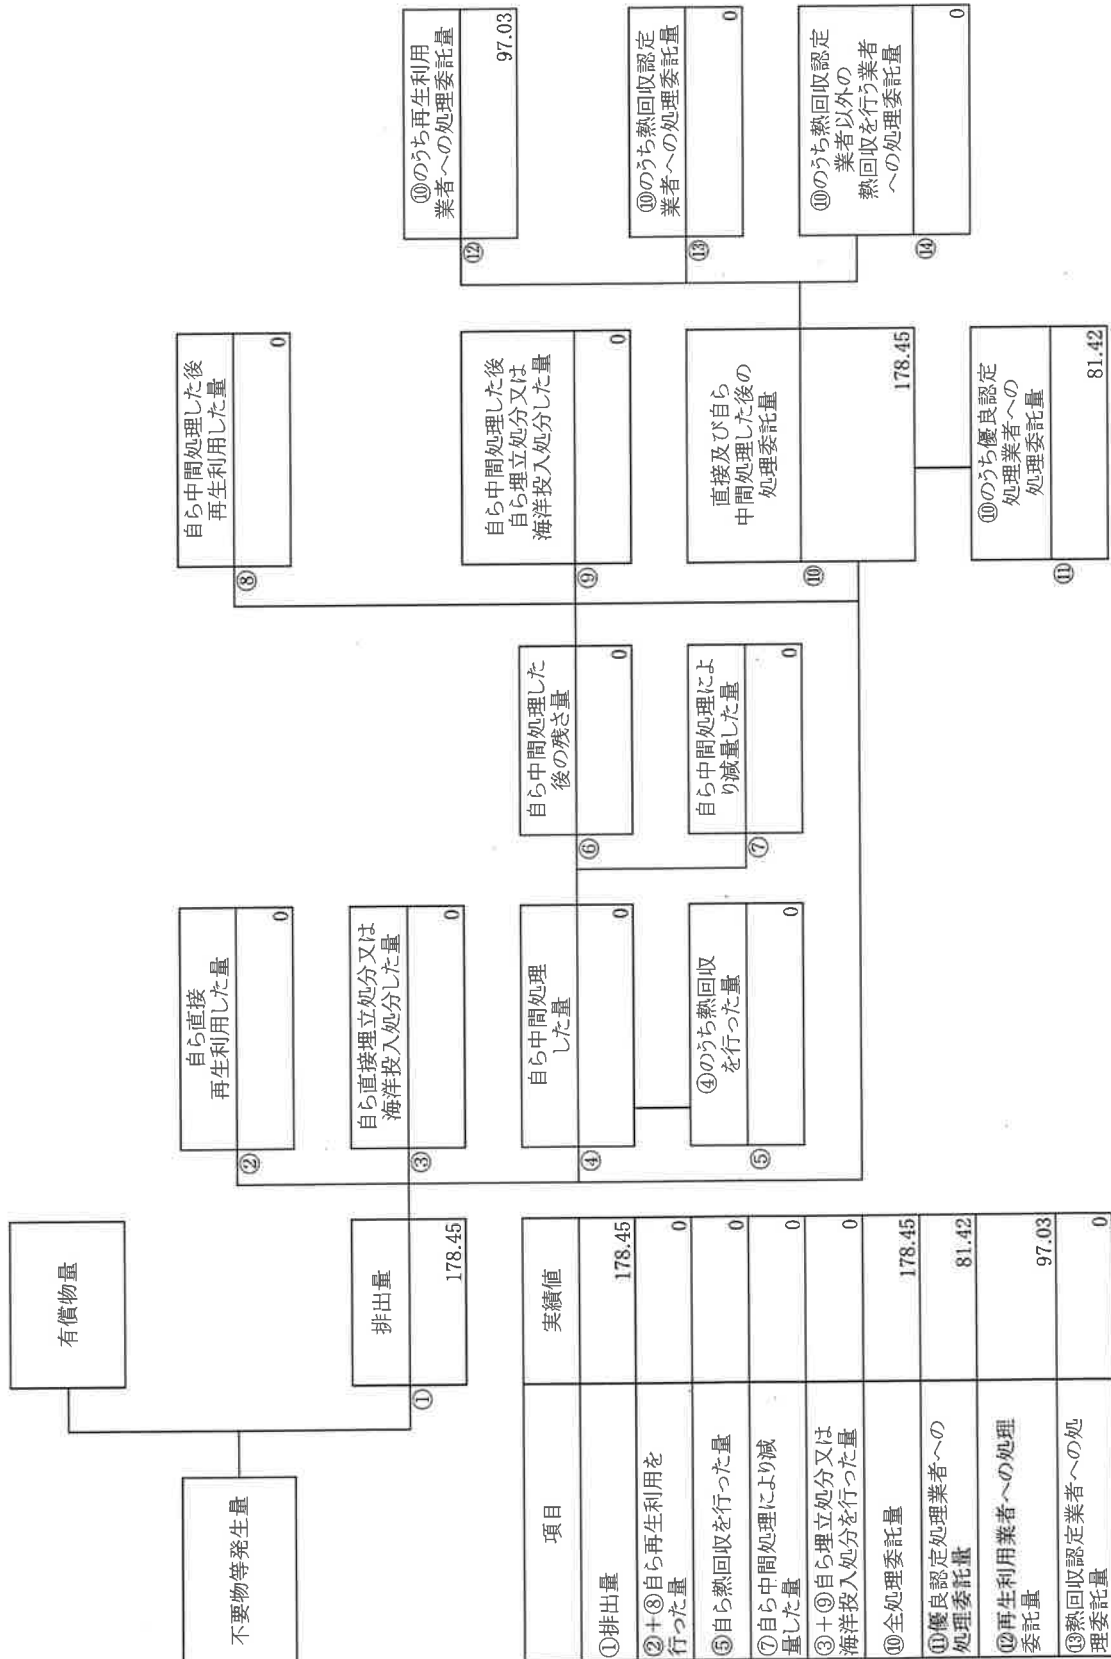 不要物等発生量
有償物量
排出量
①
178.45
自ら直接
再生利用した量
②
0
自ら直接埋立処分又は
海洋投入処分した量
③
0
自ら中間処理
した量
④
0
④のうち熱回収
を行った量
⑤
0
自ら中間処理した
後の残さ量
⑥
0
自ら中間処理によ
り減量した量
⑦
0
自ら中間処理した後
再生利用した量
⑧
0
自ら中間処理した後
自ら埋立処分又は
海洋投入処分した量
⑨
0
直接及び自ら
中間処理した後の
処理委託量
⑩
178.45
⑩のうち優良認定
処理業者への
処理委託量
⑪
81.42
⑩のうち再生利用
業者への処理委託量
⑫
97.03
⑩のうち熱回収認定
業者への処理委託量
⑬
0
⑩のうち熱回収認定
業者以外の
熱回収を行う業者
への処理委託量
⑭
0
項目 実績値
①排出量 178.45
②+⑧自ら再生利用を
行った量 0
⑤自ら熱回収を行った量 0
⑦自ら中間処理により減
量した量 0
③+⑨自ら埋立処分又は
海洋投入処分を行った量 0
⑩全処理委託量 178.45
⑪優良認定処理業者への
処理委託量 81.42
⑫再生利用業者への処理
委託量 97.03
⑬熱回収認定業者への処
理委託量 0